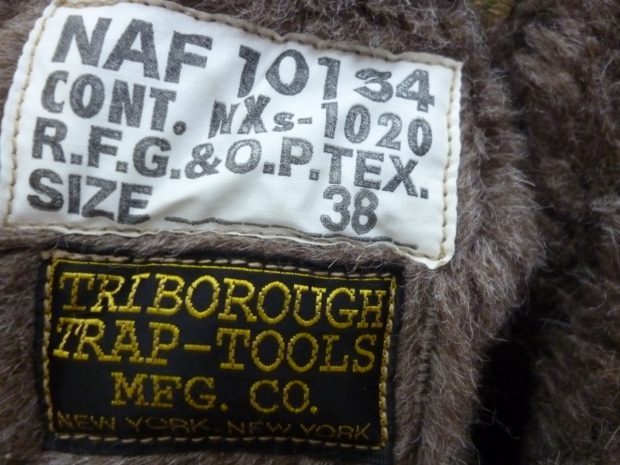 NAF 10134
CONT. NXs-1020
R.F.G.&O.P.TEX.
SIZE 38
TRIBOROUGH
TRAP-TOOLS
MFG. CO.
NEW YORK. NEW YORK